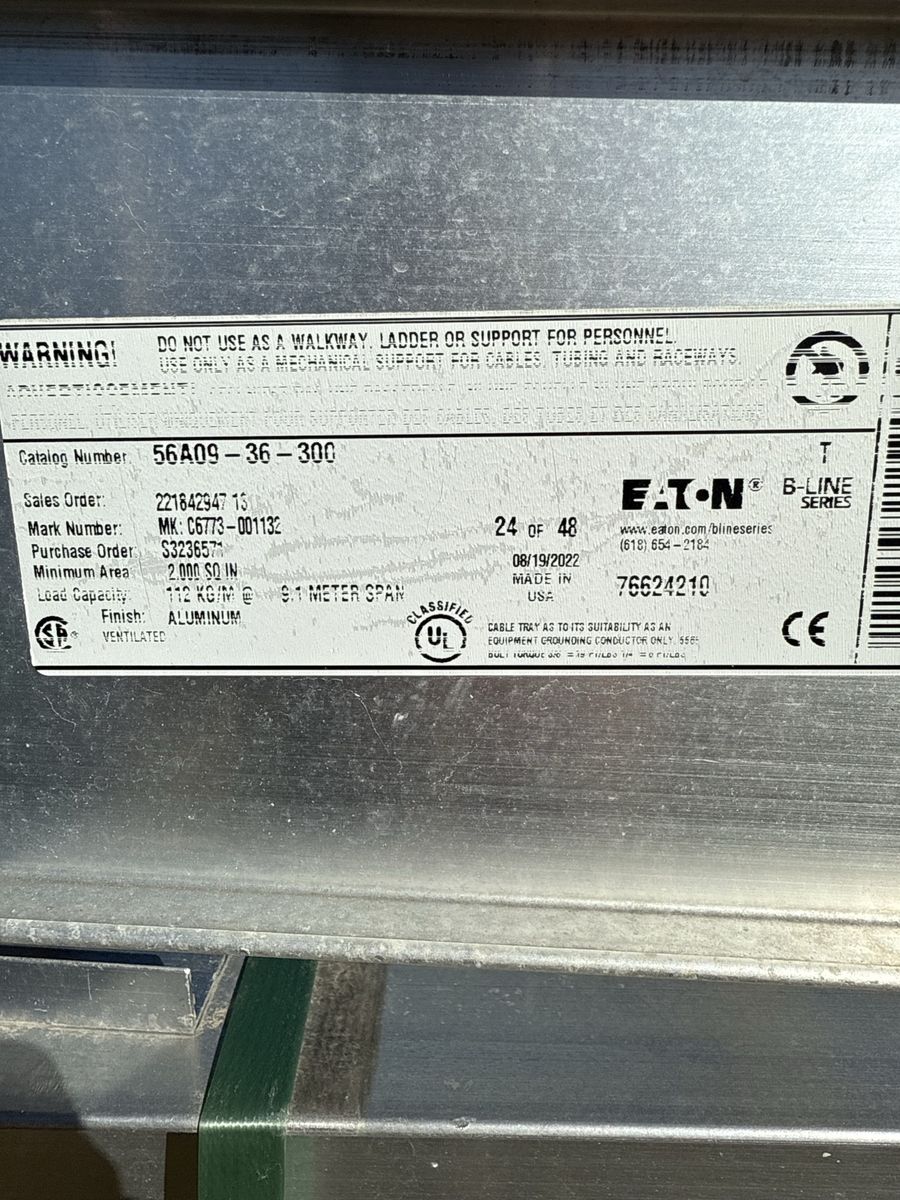 WARNING!
DO NOT USE AS A WALKWAY, LADDER OR SUPPORT FOR PERSONNEL.
USE ONLY AS A MECHANICAL SUPPORT FOR CABLES, TUBING AND RACEWAYS.
Catalog Number: 56A09-36-300
T
Sales Order: 221642947 13
EATON® B-LINE SERIES
Mark Number: MK: C6773-001132
24 OF 48
www.eaton.com/blineseries
Purchase Order: S3236571
(618) 654-2184
Minimum Area 2.000 SQ IN
08/19/2022
Load Capacity: 112 KG/M @ 9.1 METER SPAN
MADE IN USA
76624210
Finish: ALUMINUM
VENTILATED
SP®
CLASSIFIED
UL
CABLE TRAY AS TO ITS SUITABILITY AS AN
EQUIPMENT GROUNDING CONDUCTOR ONLY.
CE